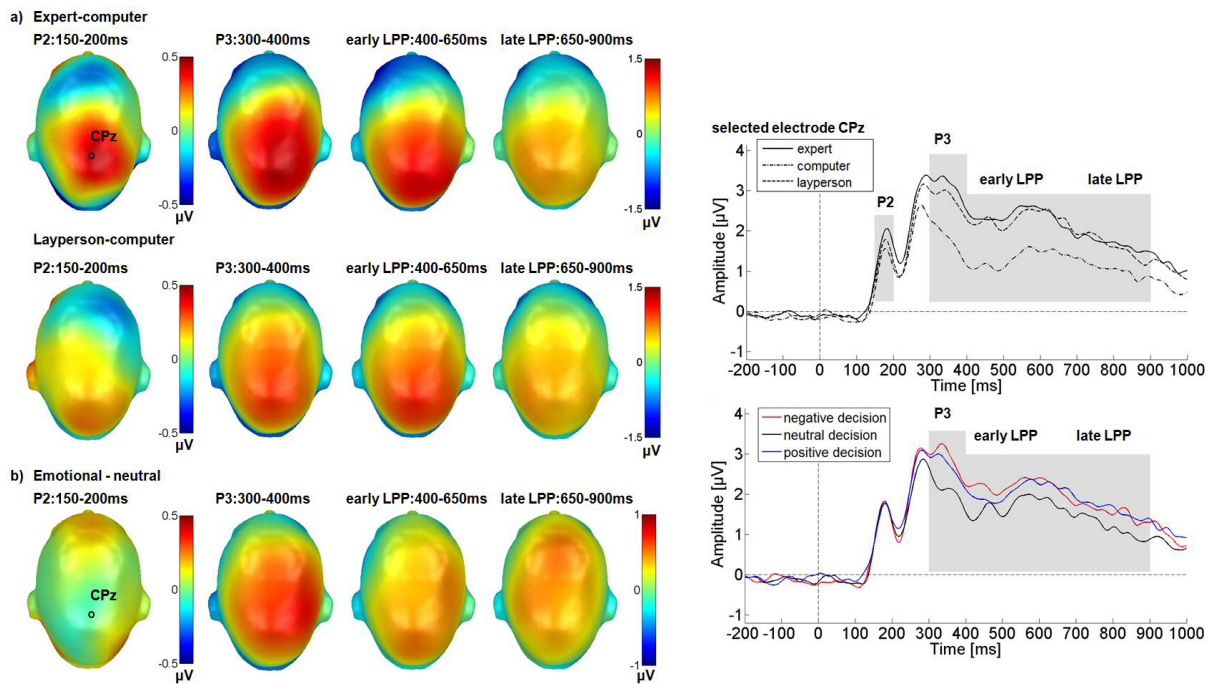 a) Expert-computer
P2:150-200ms P3:300-400ms early LPP:400-650ms late LPP:650-900ms
0.5 1.5
CPz
0 0
-0.5 -1.5
µV µV
Layperson-computer
P2:150-200ms P3:300-400ms early LPP:400-650ms late LPP:650-900ms
0.5 1.5
0 0
-0.5 -1.5
µV µV
b) Emotional - neutral
P2:150-200ms P3:300-400ms early LPP:400-650ms late LPP:650-900ms
0.5 1
0 0
CPz
-0.5 -1
µV µV
selected electrode CPz
expert
computer
layperson
P3
early LPP late LPP
P2
Amplitude [µV]
4
3
2
1
0
-1
-200 -100 0 100 200 300 400 500 600 700 800 900 1000
Time [ms]
negative decision
neutral decision
positive decision
P3
early LPP late LPP
Amplitude [µV]
4
3
2
1
0
-1
-200 -100 0 100 200 300 400 500 600 700 800 900 1000
Time [ms]